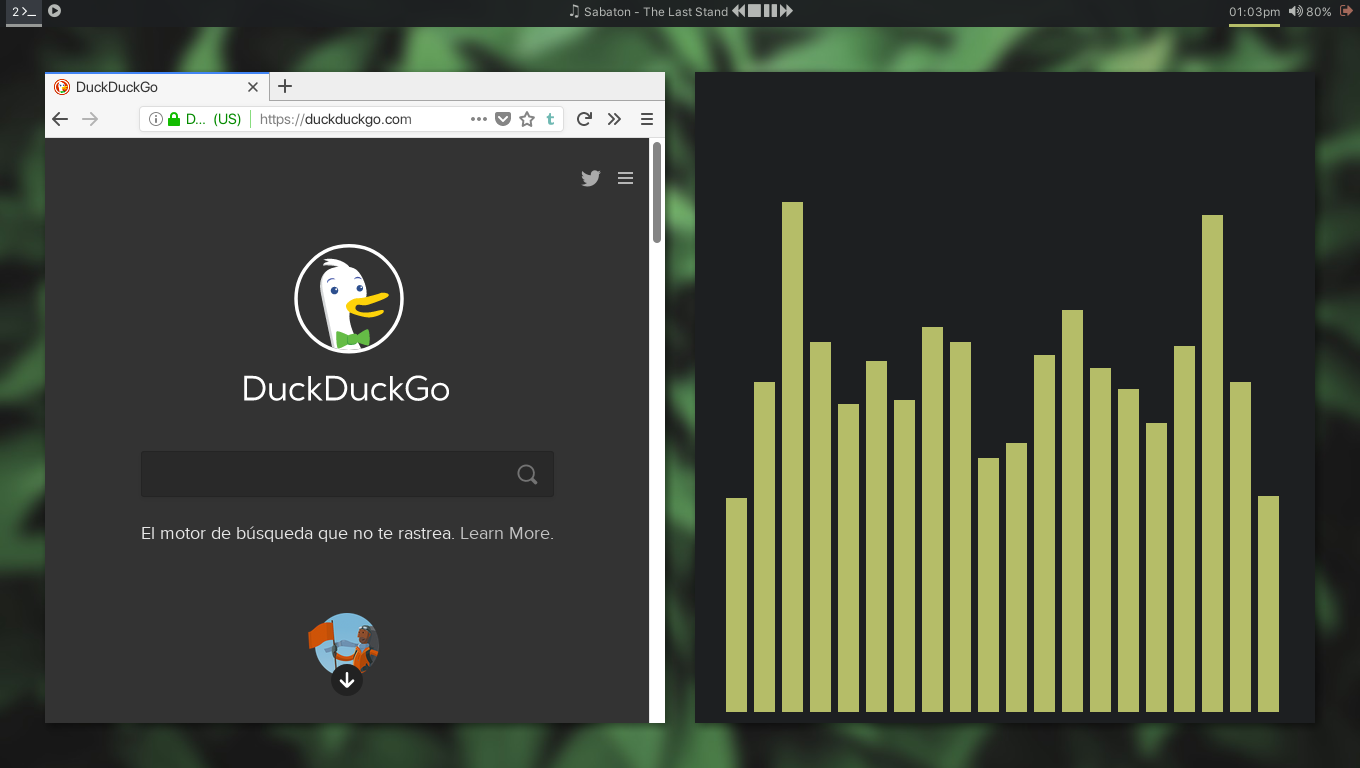 2
♫ Sabaton - The Last Stand
01:03pm
80%
DuckDuckGo
D... (US)
https://duckduckgo.com
t
DuckDuckGo
El motor de búsqueda que no te rastrea. Learn More.